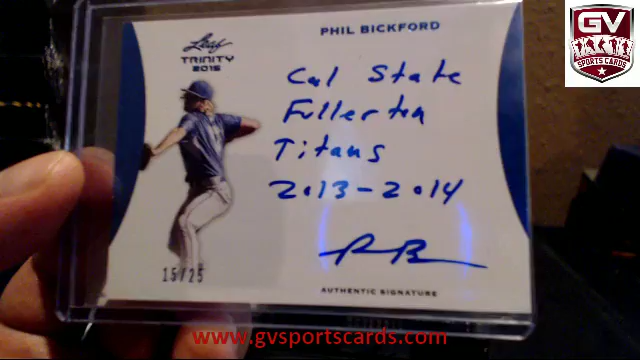 PHIL BICKFORD
Leaf
TRINITY
2015
Cal State
Fullerton
Titans
2013-2014
15/25
AUTHENTIC SIGNATURE
GV
SPORTS CARDS
www.gvsportscards.com